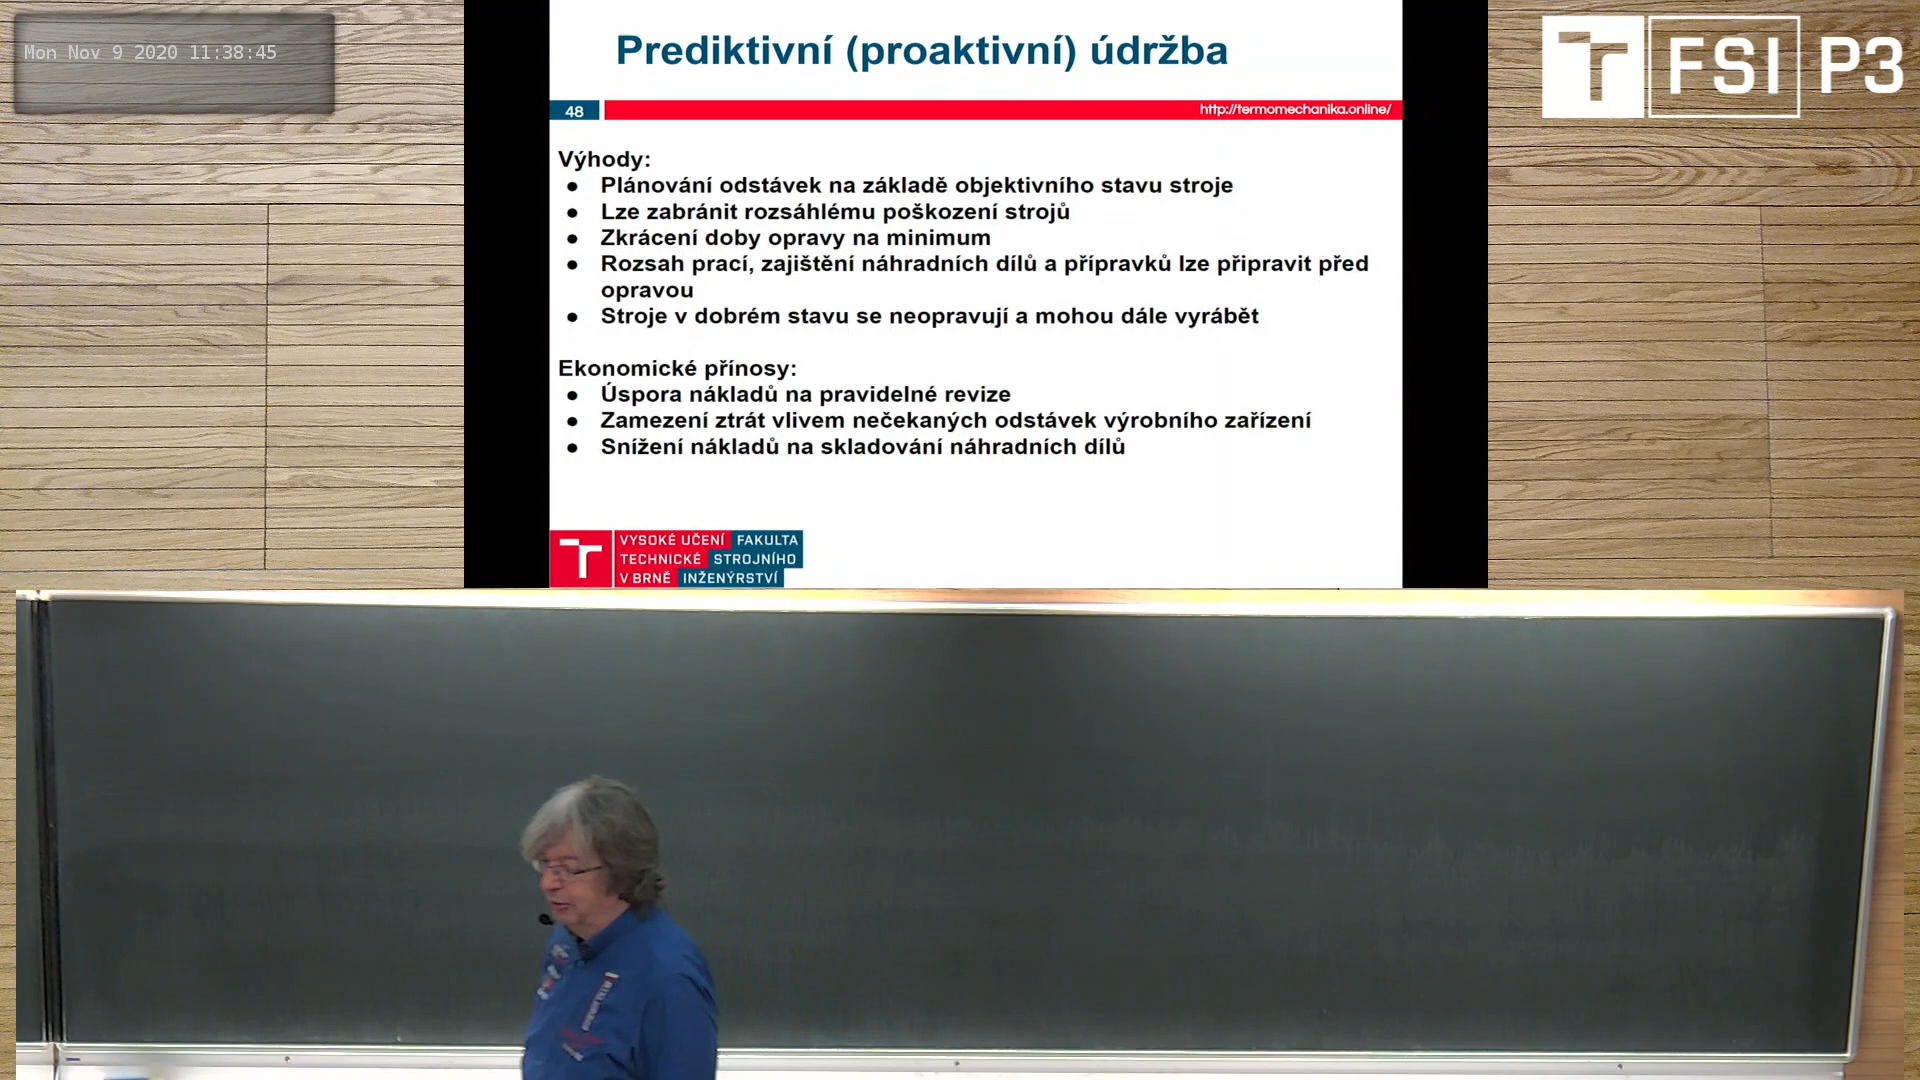 Mon Nov 9 2020 11:38:45
Prediktivní (proaktivní) údržba
FSI P3
48
http://termomechanika.online/
Výhody:
● Plánování odstávek na základě objektivního stavu stroje
● Lze zabránit rozsáhlému poškození strojů
● Zkrácení doby opravy na minimum
● Rozsah prací, zajištění náhradních dílů a přípravků lze připravit před
opravou
● Stroje v dobrém stavu se neopravují a mohou dále vyrábět
Ekonomické přínosy:
● Úspora nákladů na pravidelné revize
● Zamezení ztrát vlivem nečekaných odstávek výrobního zařízení
● Snížení nákladů na skladování náhradních dílů
VYSOKÉ UČENÍ FAKULTA
TECHNICKÉ STROJNÍHO
V BRNĚ INŽENÝRSTVÍ